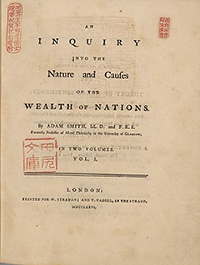 AN
INQUIRY
INTO THE
Nature and Causes
OF THE
WEALTH OF NATIONS.
By ADAM SMITH, LL.D. and F.R.S.
Formerly Professor of Moral Philosophy in the University of GLASGOW.
IN TWO VOLUMES.
VOL. I.
LONDON:
PRINTED FOR W. STRAHAN; AND T. CADELL, IN THE STRAND.
MDCCLXXVI.